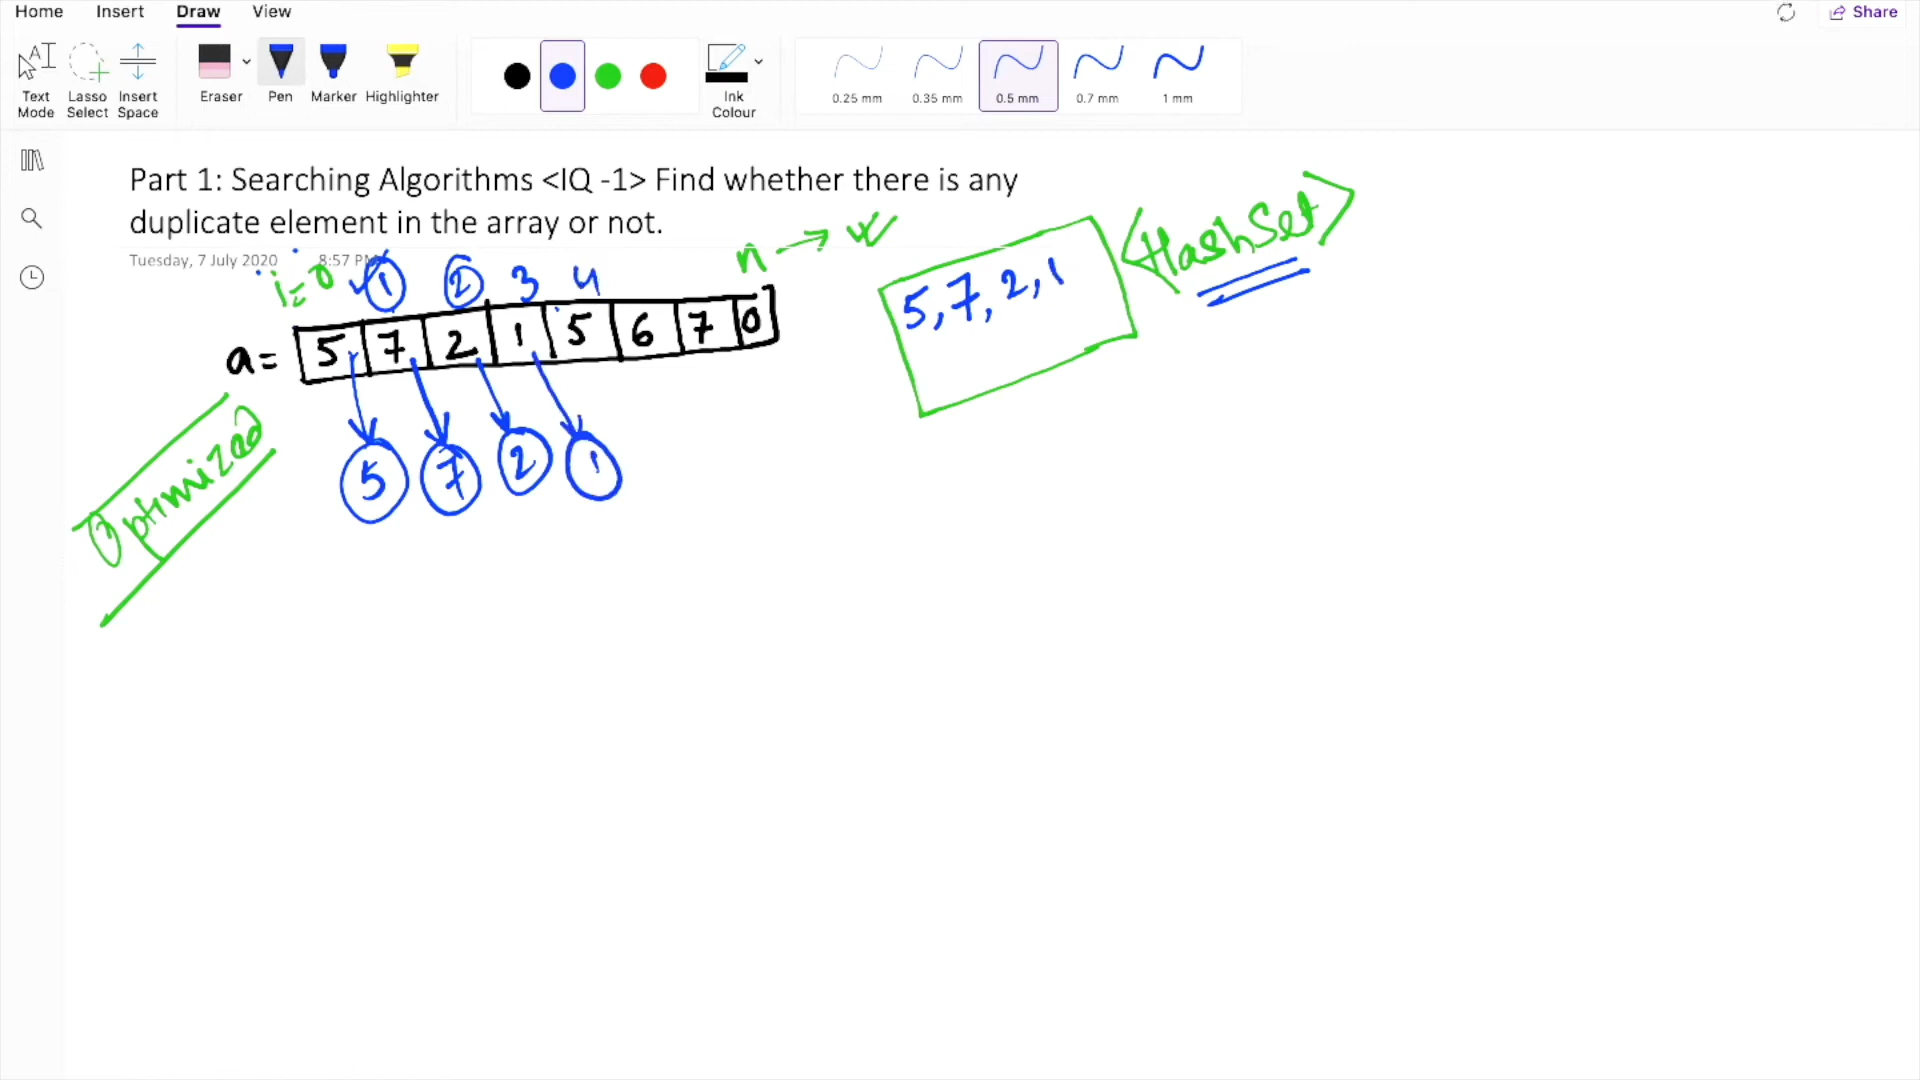 Home Insert Draw View Share
Text Mode Lasso Select Insert Space Eraser Pen Marker Highlighter Ink Colour 0.25 mm 0.35 mm 0.5 mm 0.7 mm 1 mm
Part 1: Searching Algorithms <IQ -1> Find whether there is any
duplicate element in the array or not.
Tuesday, 7 July 2020 8:57 PM
n →
<HashSet>
i=0 1 2 3 4
5, 7, 2, 1
a= 5 7 2 1 5 6 7 0
Optimized
5 7 2 1